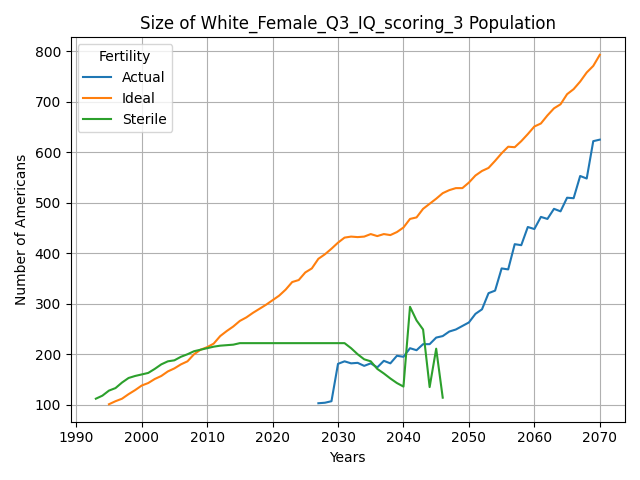 Size of White_Female_Q3_IQ_scoring_3 Population
Fertility
Actual
Ideal
Sterile
Number of Americans
800
700
600
500
400
300
200
100
1990 2000 2010 2020 2030 2040 2050 2060 2070
Years